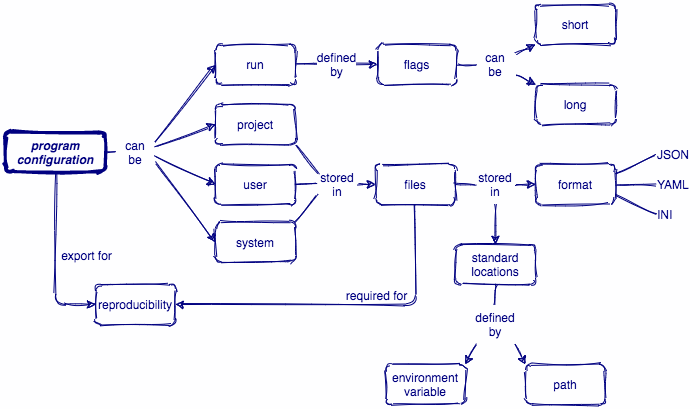 short
run
defined
by
flags
can
be
long
project
program
configuration
can
be
JSON
user
stored
in
files
stored
in
format
YAML
INI
system
export for
standard
locations
reproducibility
required for
defined
by
environment
variable
path